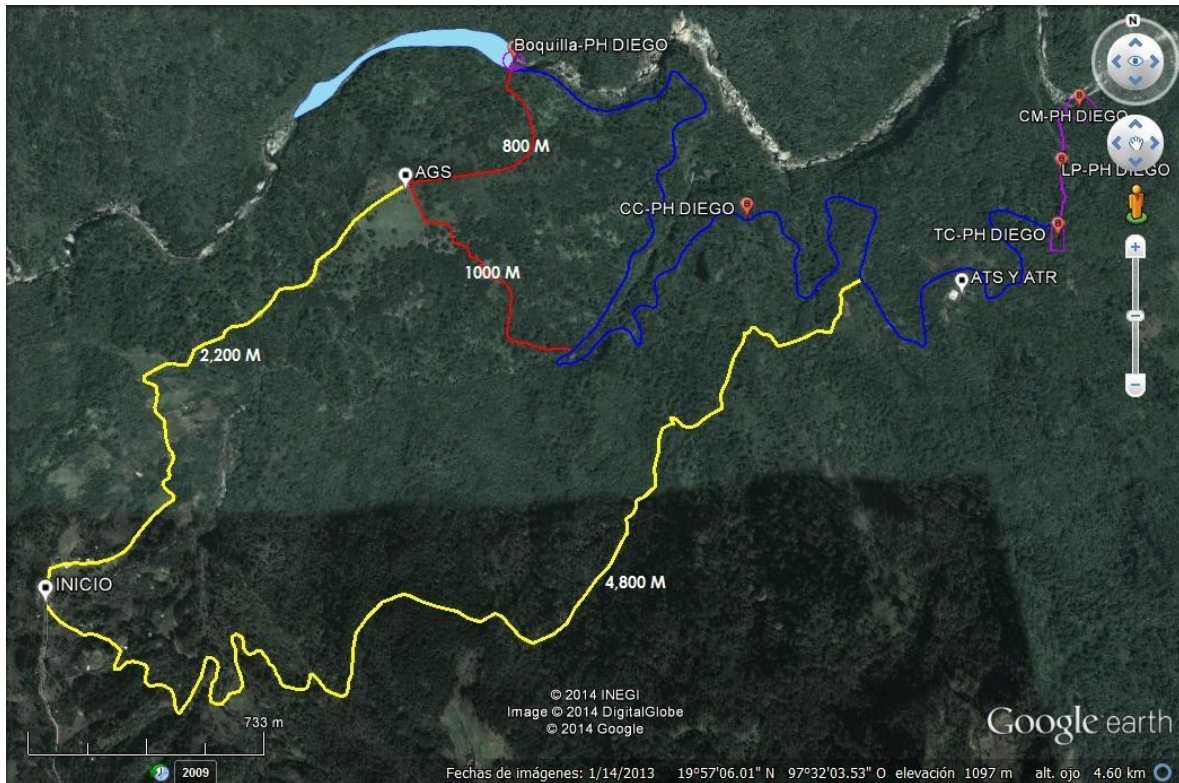 N
Boquilla-PH DIEGO
CM-PH DIEGO
800 M
LP-PH DIEGO
AGS
CC-PH DIEGO
TC-PH DIEGO
1000 M
ATS Y ATR
2,200 M
4,800 M
INICIO
© 2014 INEGI
Image © 2014 DigitalGlobe
© 2014 Google
733 m
Google earth
2009
Fechas de imágenes: 1/14/2013 19°57'06.01" N 97°32'03.53" O elevación 1097 m alt. ojo 4.60 km